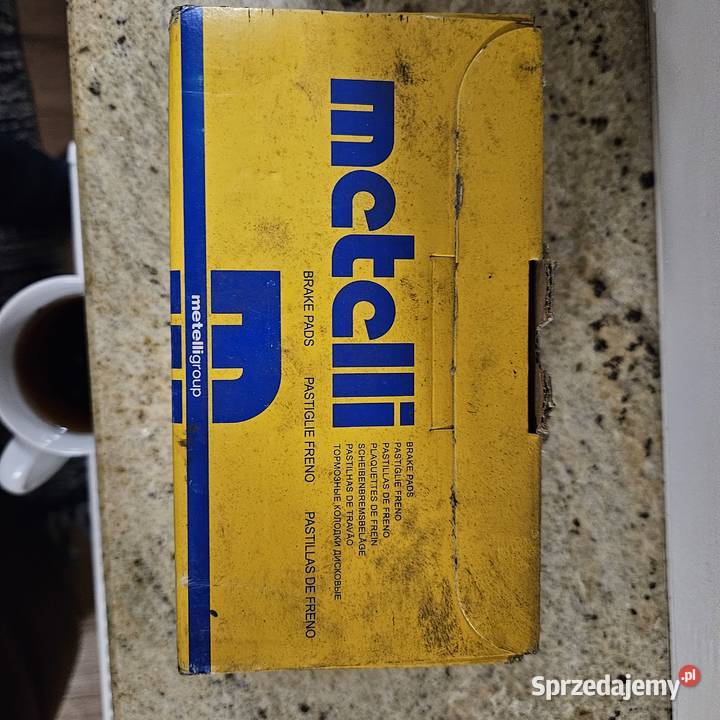 metelli
BRAKE PADS
PASTIGLIE FRENO
PASTILLAS DE FRENO
PLAQUETTES DE FREIN
SCHEIBENBREMSBELÄGE
PASTILHAS DE TRAVÃO
ТОРМОЗНЫЕ КОЛОДКИ ДИСКОВЫЕ
BRAKE PADS PASTIGLIE FRENO PASTILLAS DE FRENO
metelligroup
Sprzedajemy.pl